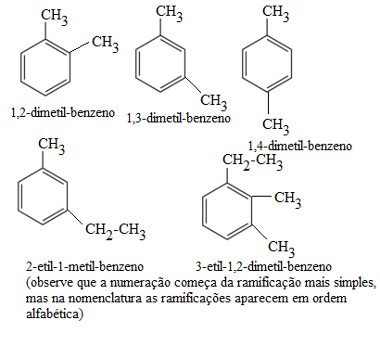 CH3
CH3
1,2-dimetil-benzeno
CH3
CH3
1,3-dimetil-benzeno
CH3
CH3
1,4-dimetil-benzeno
CH3
CH2-CH3
2-etil-1-metil-benzeno
CH2-CH3
CH3
CH3
3-etil-1,2-dimetil-benzeno
(observe que a numeração começa da ramificação mais simples,
mas na nomenclatura as ramificações aparecem em ordem
alfabética)